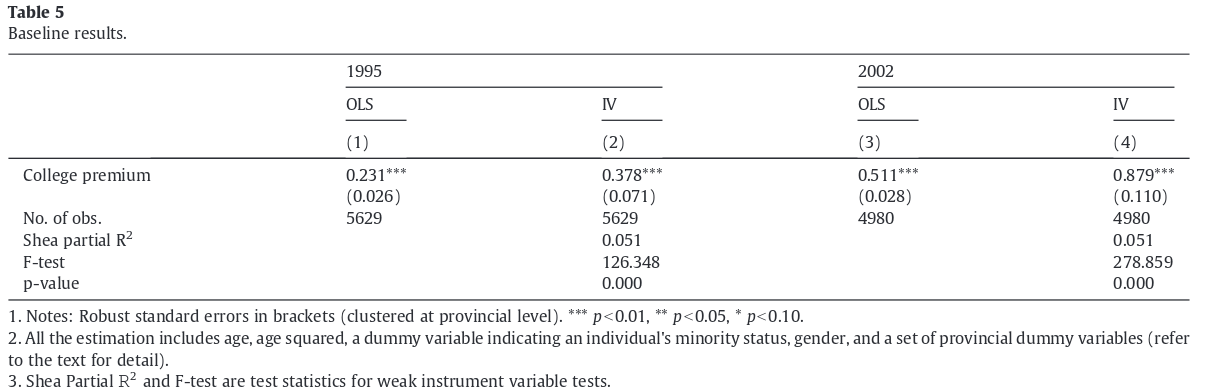 Table 5
Baseline results.
1995 2002
OLS IV OLS IV
(1) (2) (3) (4)
College premium 0.231*** 0.378*** 0.511*** 0.879***
(0.026) (0.071) (0.028) (0.110)
No. of obs. 5629 5629 4980 4980
Shea partial R² 0.051 0.051
F-test 126.348 278.859
p-value 0.000 0.000
1. Notes: Robust standard errors in brackets (clustered at provincial level). *** p<0.01, ** p<0.05, * p<0.10.
2. All the estimation includes age, age squared, a dummy variable indicating an individual's minority status, gender, and a set of provincial dummy variables (refer
to the text for detail).
3. Shea Partial R² and F-test are test statistics for weak instrument variable tests.